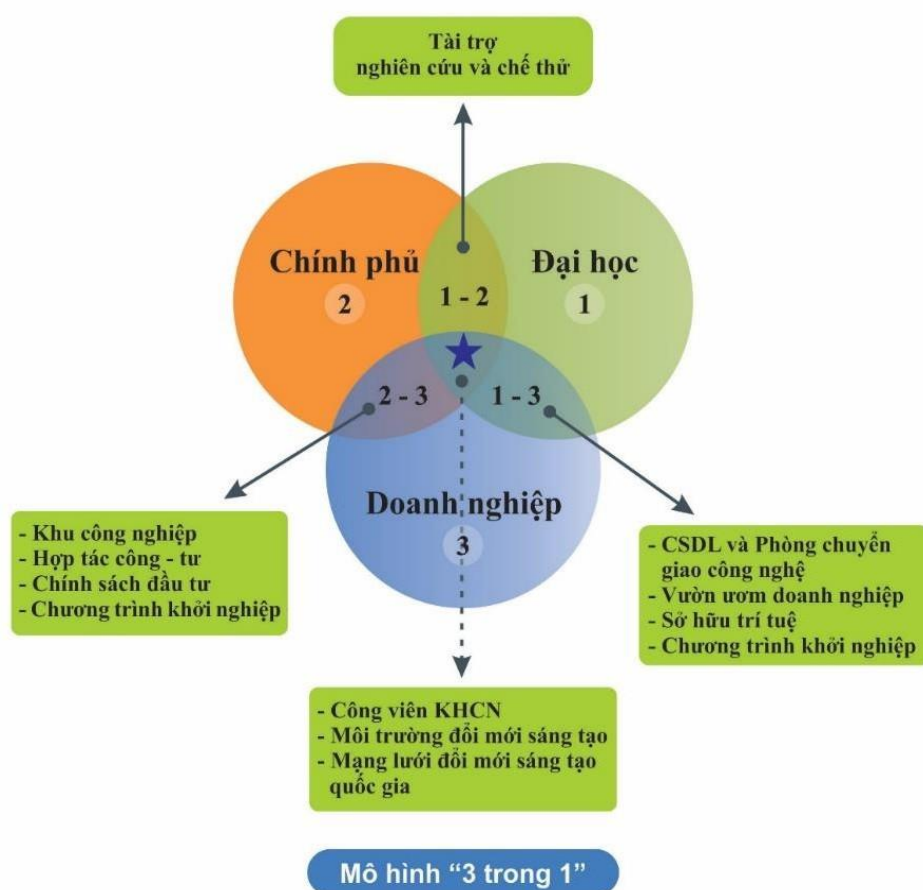 Tài trợ
nghiên cứu và chế thử
Chính phủ
2
Đại học
1
1 - 2
2 - 3
1 - 3
Doanh nghiệp
3
- Khu công nghiệp
- Hợp tác công - tư
- Chính sách đầu tư
- Chương trình khởi nghiệp
- CSDL và Phòng chuyển
giao công nghệ
- Vườn ươm doanh nghiệp
- Sở hữu trí tuệ
- Chương trình khởi nghiệp
- Công viên KHCN
- Môi trường đổi mới sáng tạo
- Mạng lưới đổi mới sáng tạo
quốc gia
Mô hình “3 trong 1”